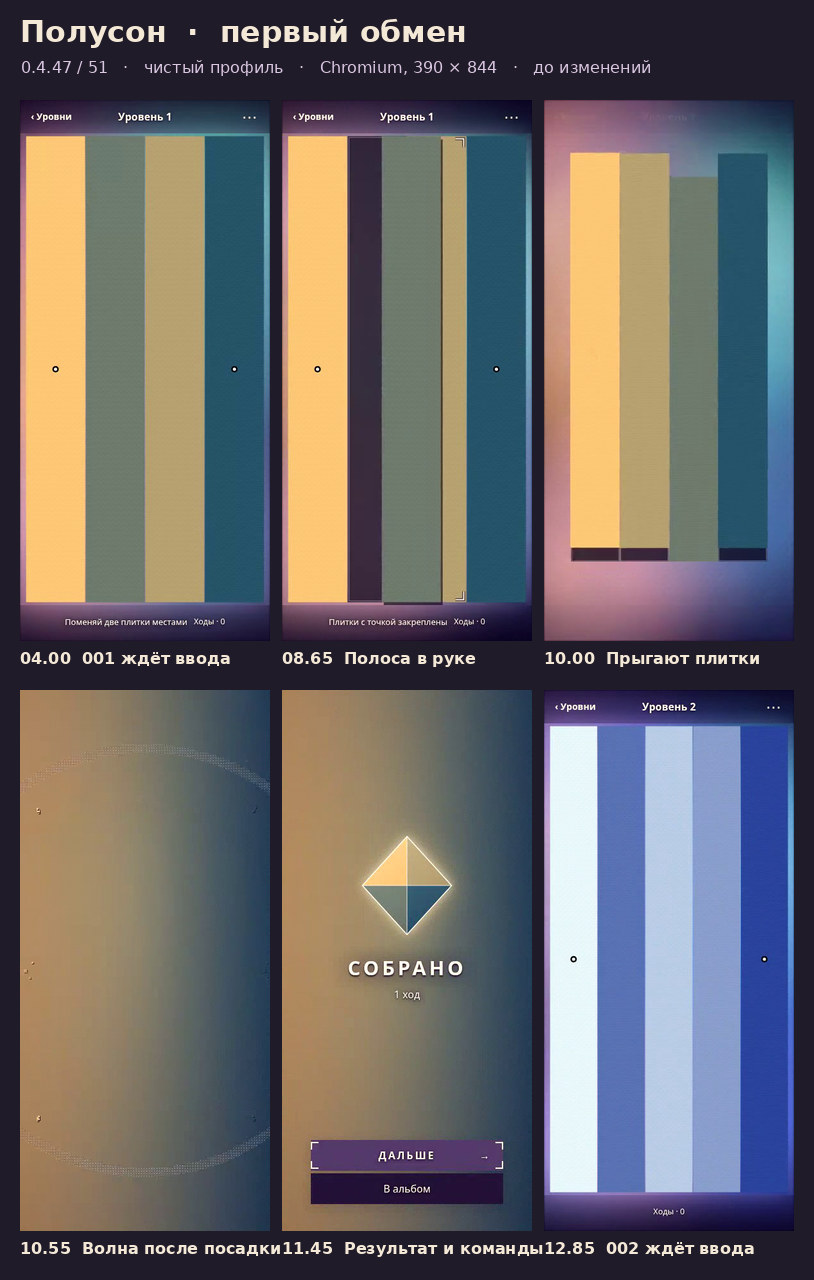 Полусон · первый обмен
0.4.47 / 51 · чистый профиль · Chromium, 390 × 844 · до изменений
‹ Уровни Уровень 1 ···
‹ Уровни Уровень 1 ···
Поменяй две плитки местами Ходы · 0
Плитки с точкой закреплены Ходы · 0
04.00 001 ждёт ввода
08.65 Полоса в руке
10.00 Прыгают плитки
СОБРАНО
1 ход
ДАЛЬШЕ →
В альбом
‹ Уровни Уровень 2 ···
Ходы · 0
10.55 Волна после посадки
11.45 Результат и команды
12.85 002 ждёт ввода